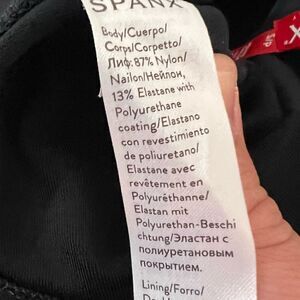 SPANX
Body/Cuerpo/
Corps/Corpetto/
Лиф:87% Nylon/
Nailon/Нейлон,
13% Elastane with
Polyurethane
coating/Elastano
con revestimiento
de poliuretano/
Elastane avec
revêtement en
Polyuréthanne/
Elastan mit
Polyurethan-Beschi
chtung/Эластан с
полиуретановым
покрытием.
Lining/Forro/